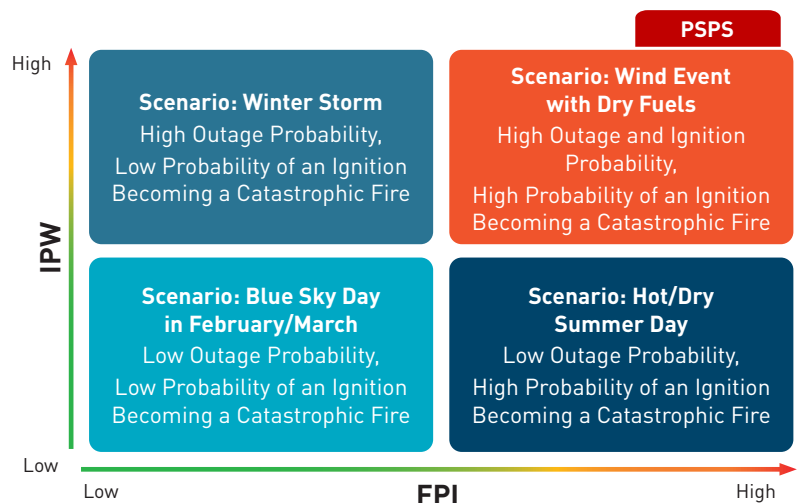 PSPS
High
Scenario: Winter Storm
High Outage Probability,
Low Probability of an Ignition
Becoming a Catastrophic Fire
Scenario: Wind Event
with Dry Fuels
High Outage and Ignition
Probability,
High Probability of an Ignition
Becoming a Catastrophic Fire
IPW
Scenario: Blue Sky Day
in February/March
Low Outage Probability,
Low Probability of an Ignition
Becoming a Catastrophic Fire
Scenario: Hot/Dry
Summer Day
Low Outage Probability,
High Probability of an Ignition
Becoming a Catastrophic Fire
Low
Low
FPI
High